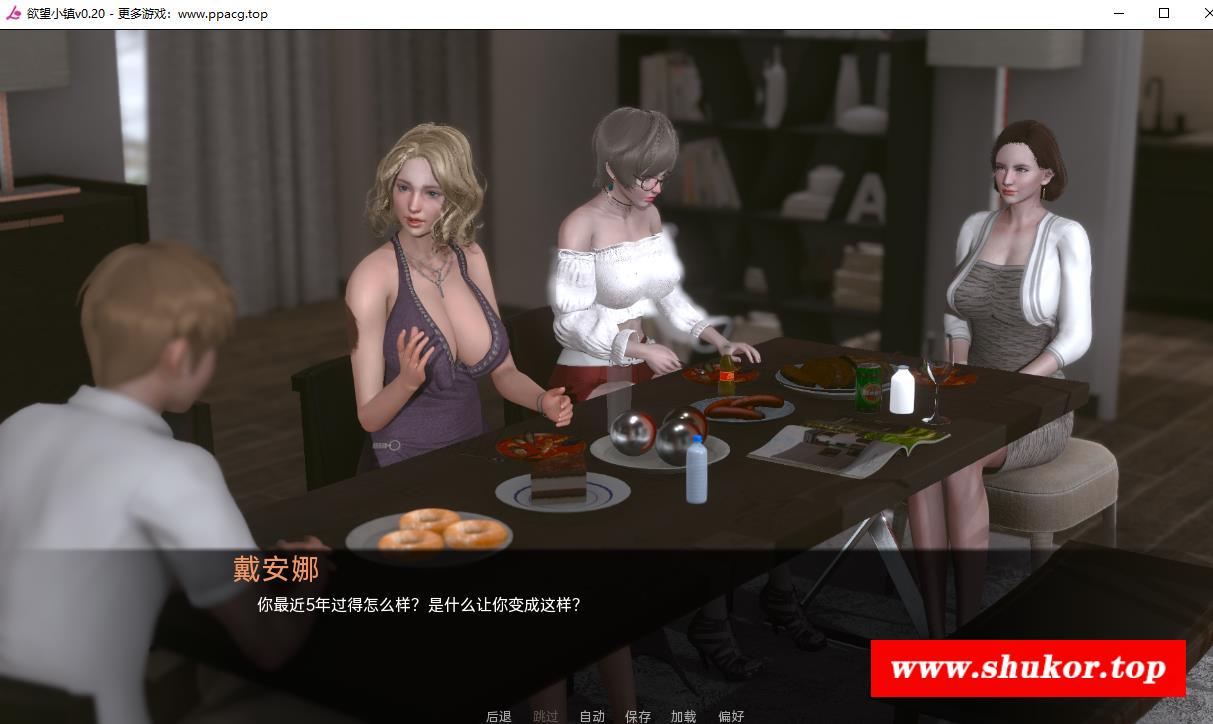 欲望小镇v0.20 - 更多游戏：www.ppacg.top
A
戴安娜
你最近5年过得怎么样？是什么让你变成这样？
www.shukor.top
后退 跳过 自动 保存 加载 偏好